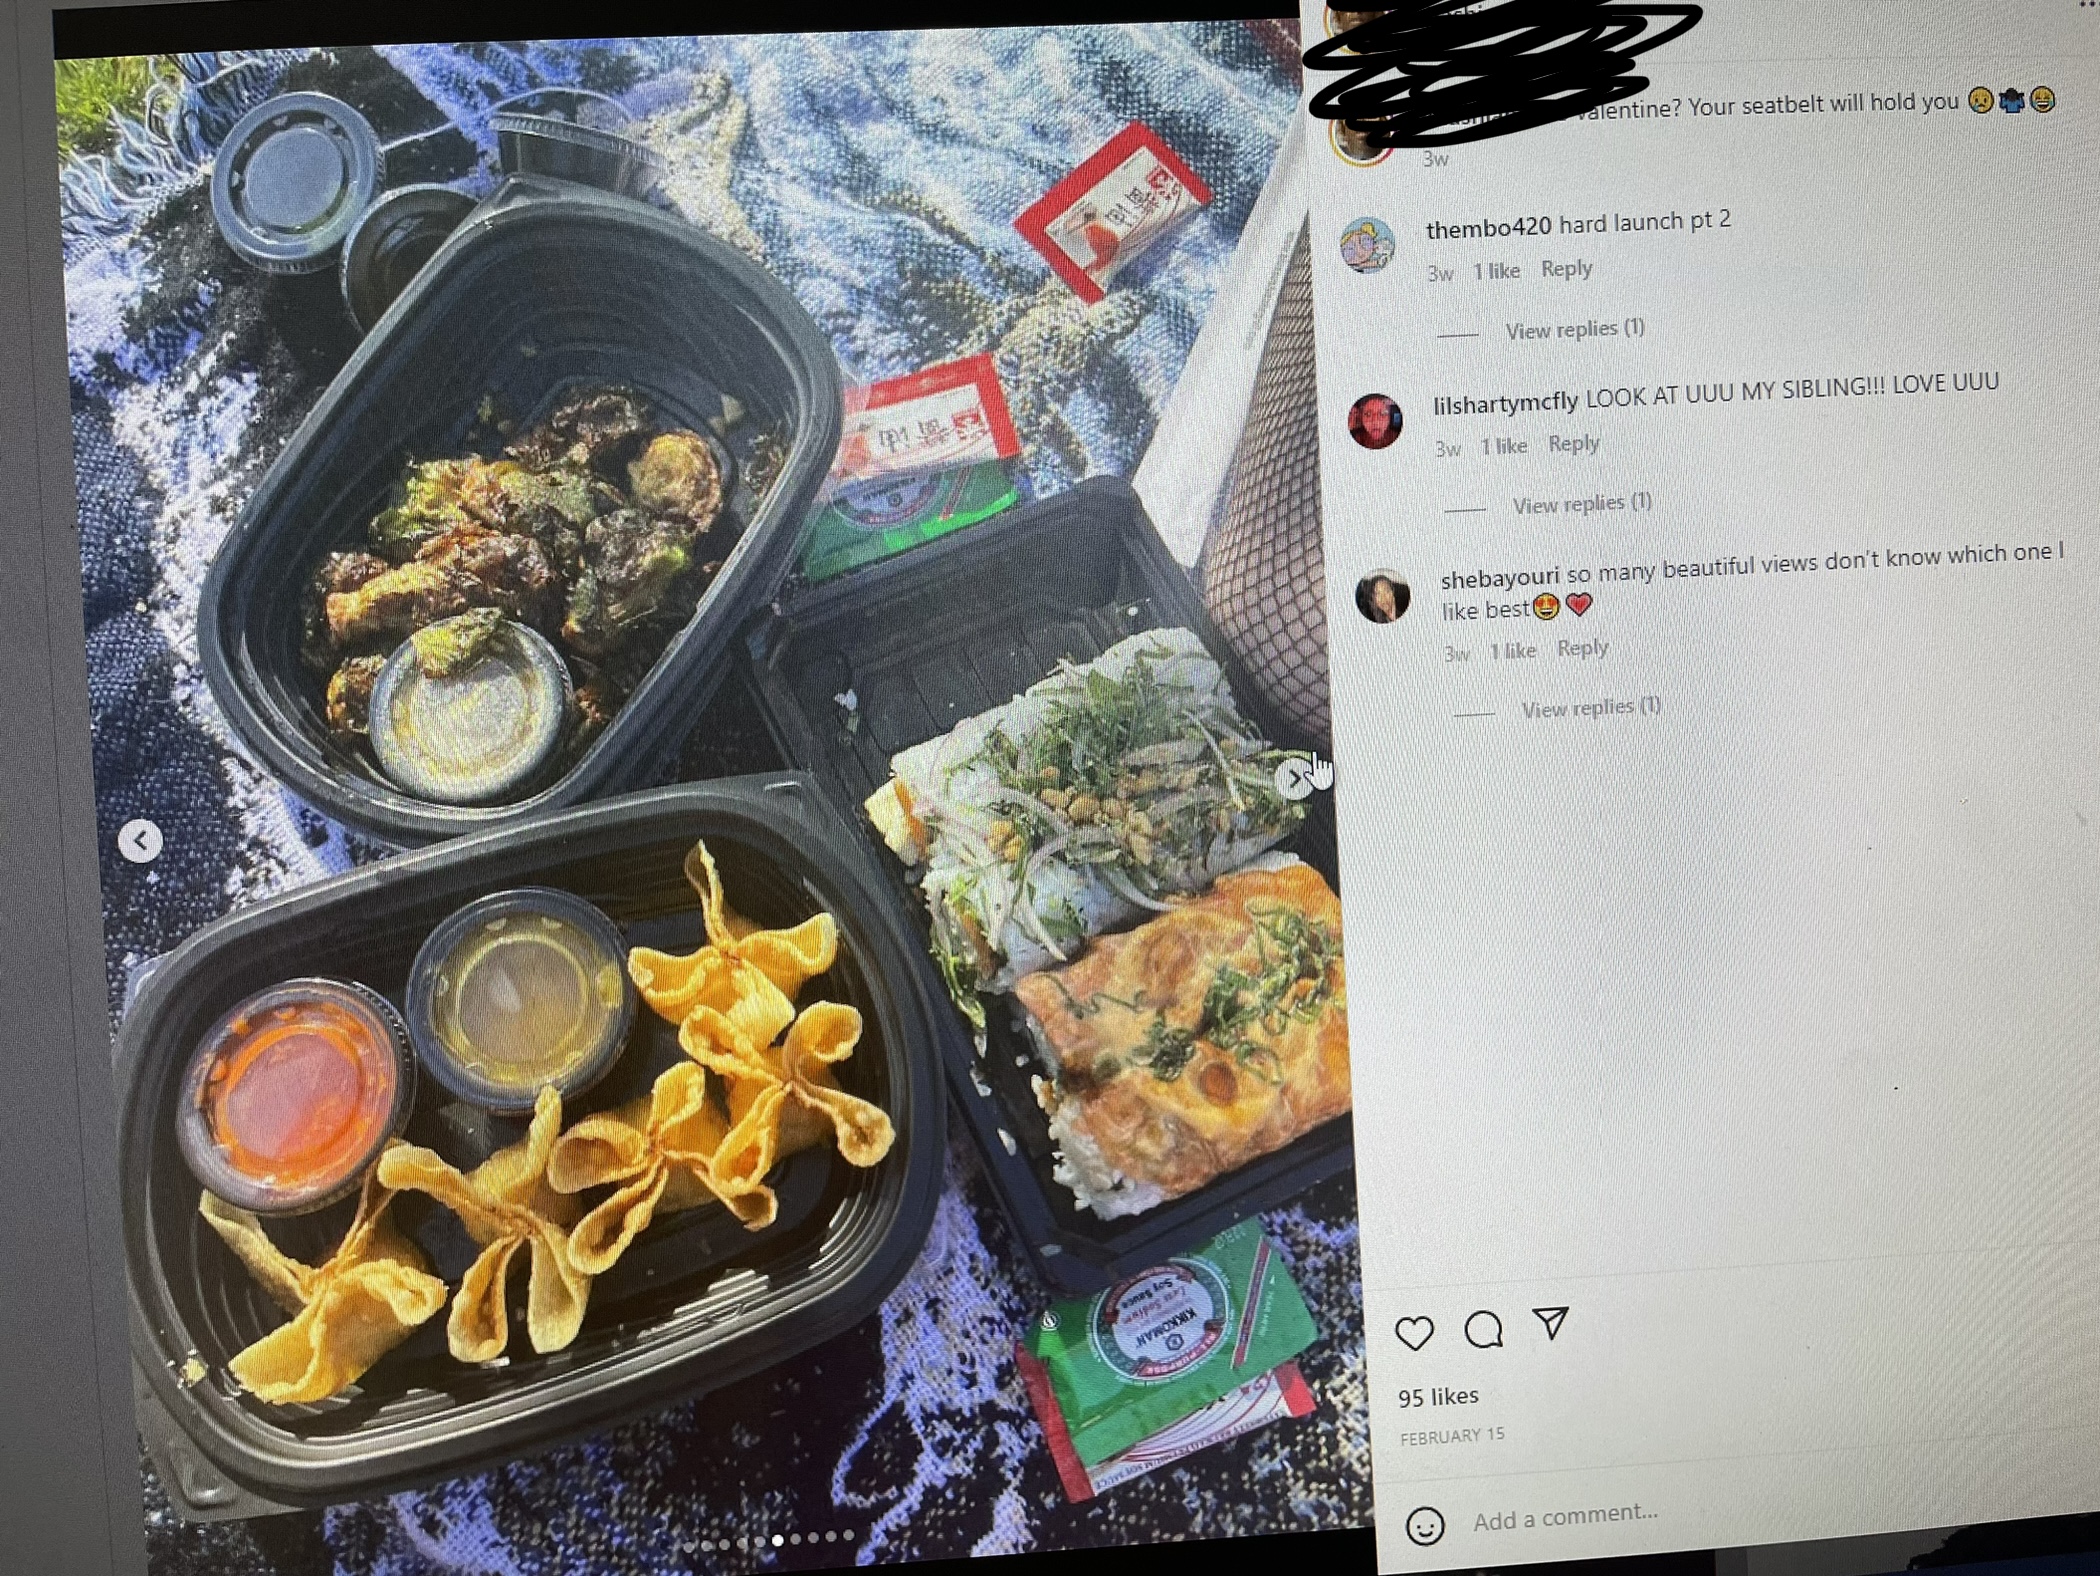 alentine? Your seatbelt will hold you 😢🤷🏿‍♂️😂
3w
thembo420 hard launch pt 2
3w 1 like Reply
View replies (1)
lilshartymcfly LOOK AT UUU MY SIBLING!!! LOVE UUU
3w 1 like Reply
View replies (1)
shebayouri so many beautiful views don't know which one I
like best😍❤️
3w 1 like Reply
View replies (1)
95 likes
FEBRUARY 15
Add a comment...
KIKKOMAN
Soy Sauce